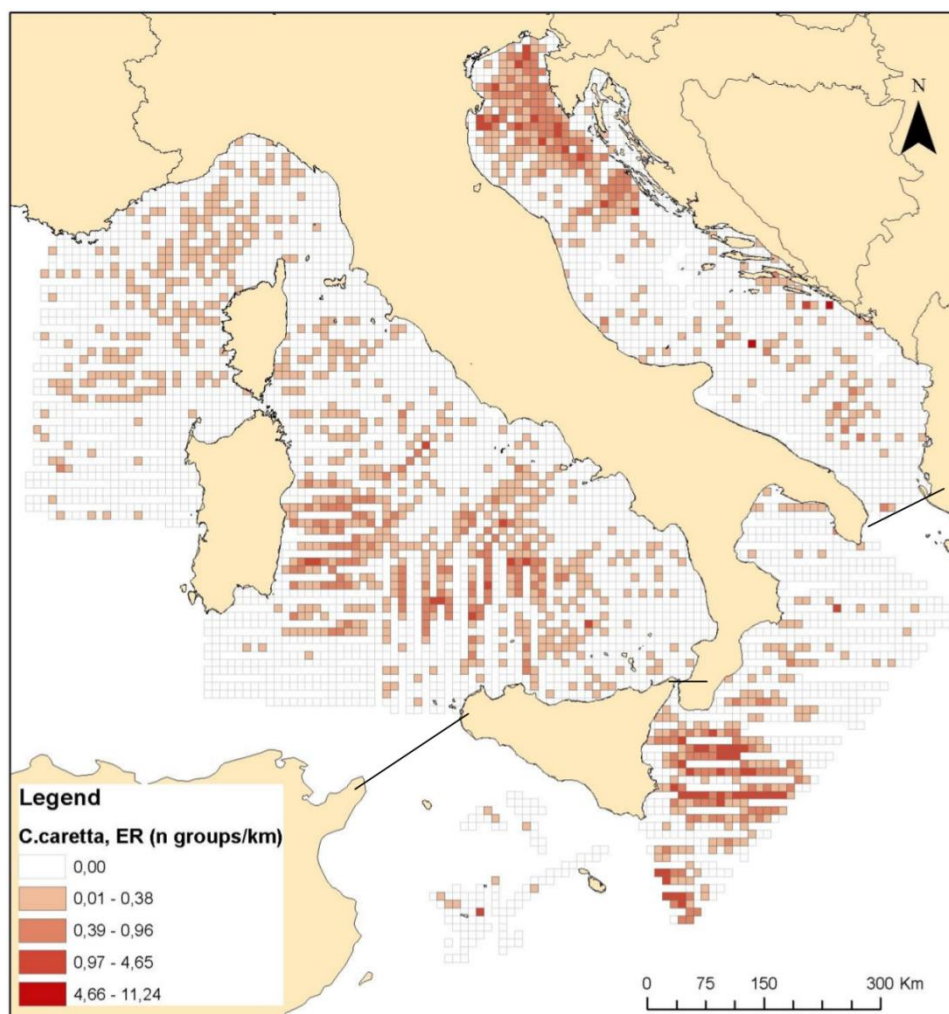 N
Legend
C.caretta, ER (n groups/km)
0,00
0,01 - 0,38
0,39 - 0,96
0,97 - 4,65
4,66 - 11,24
0 75 150 300 Km